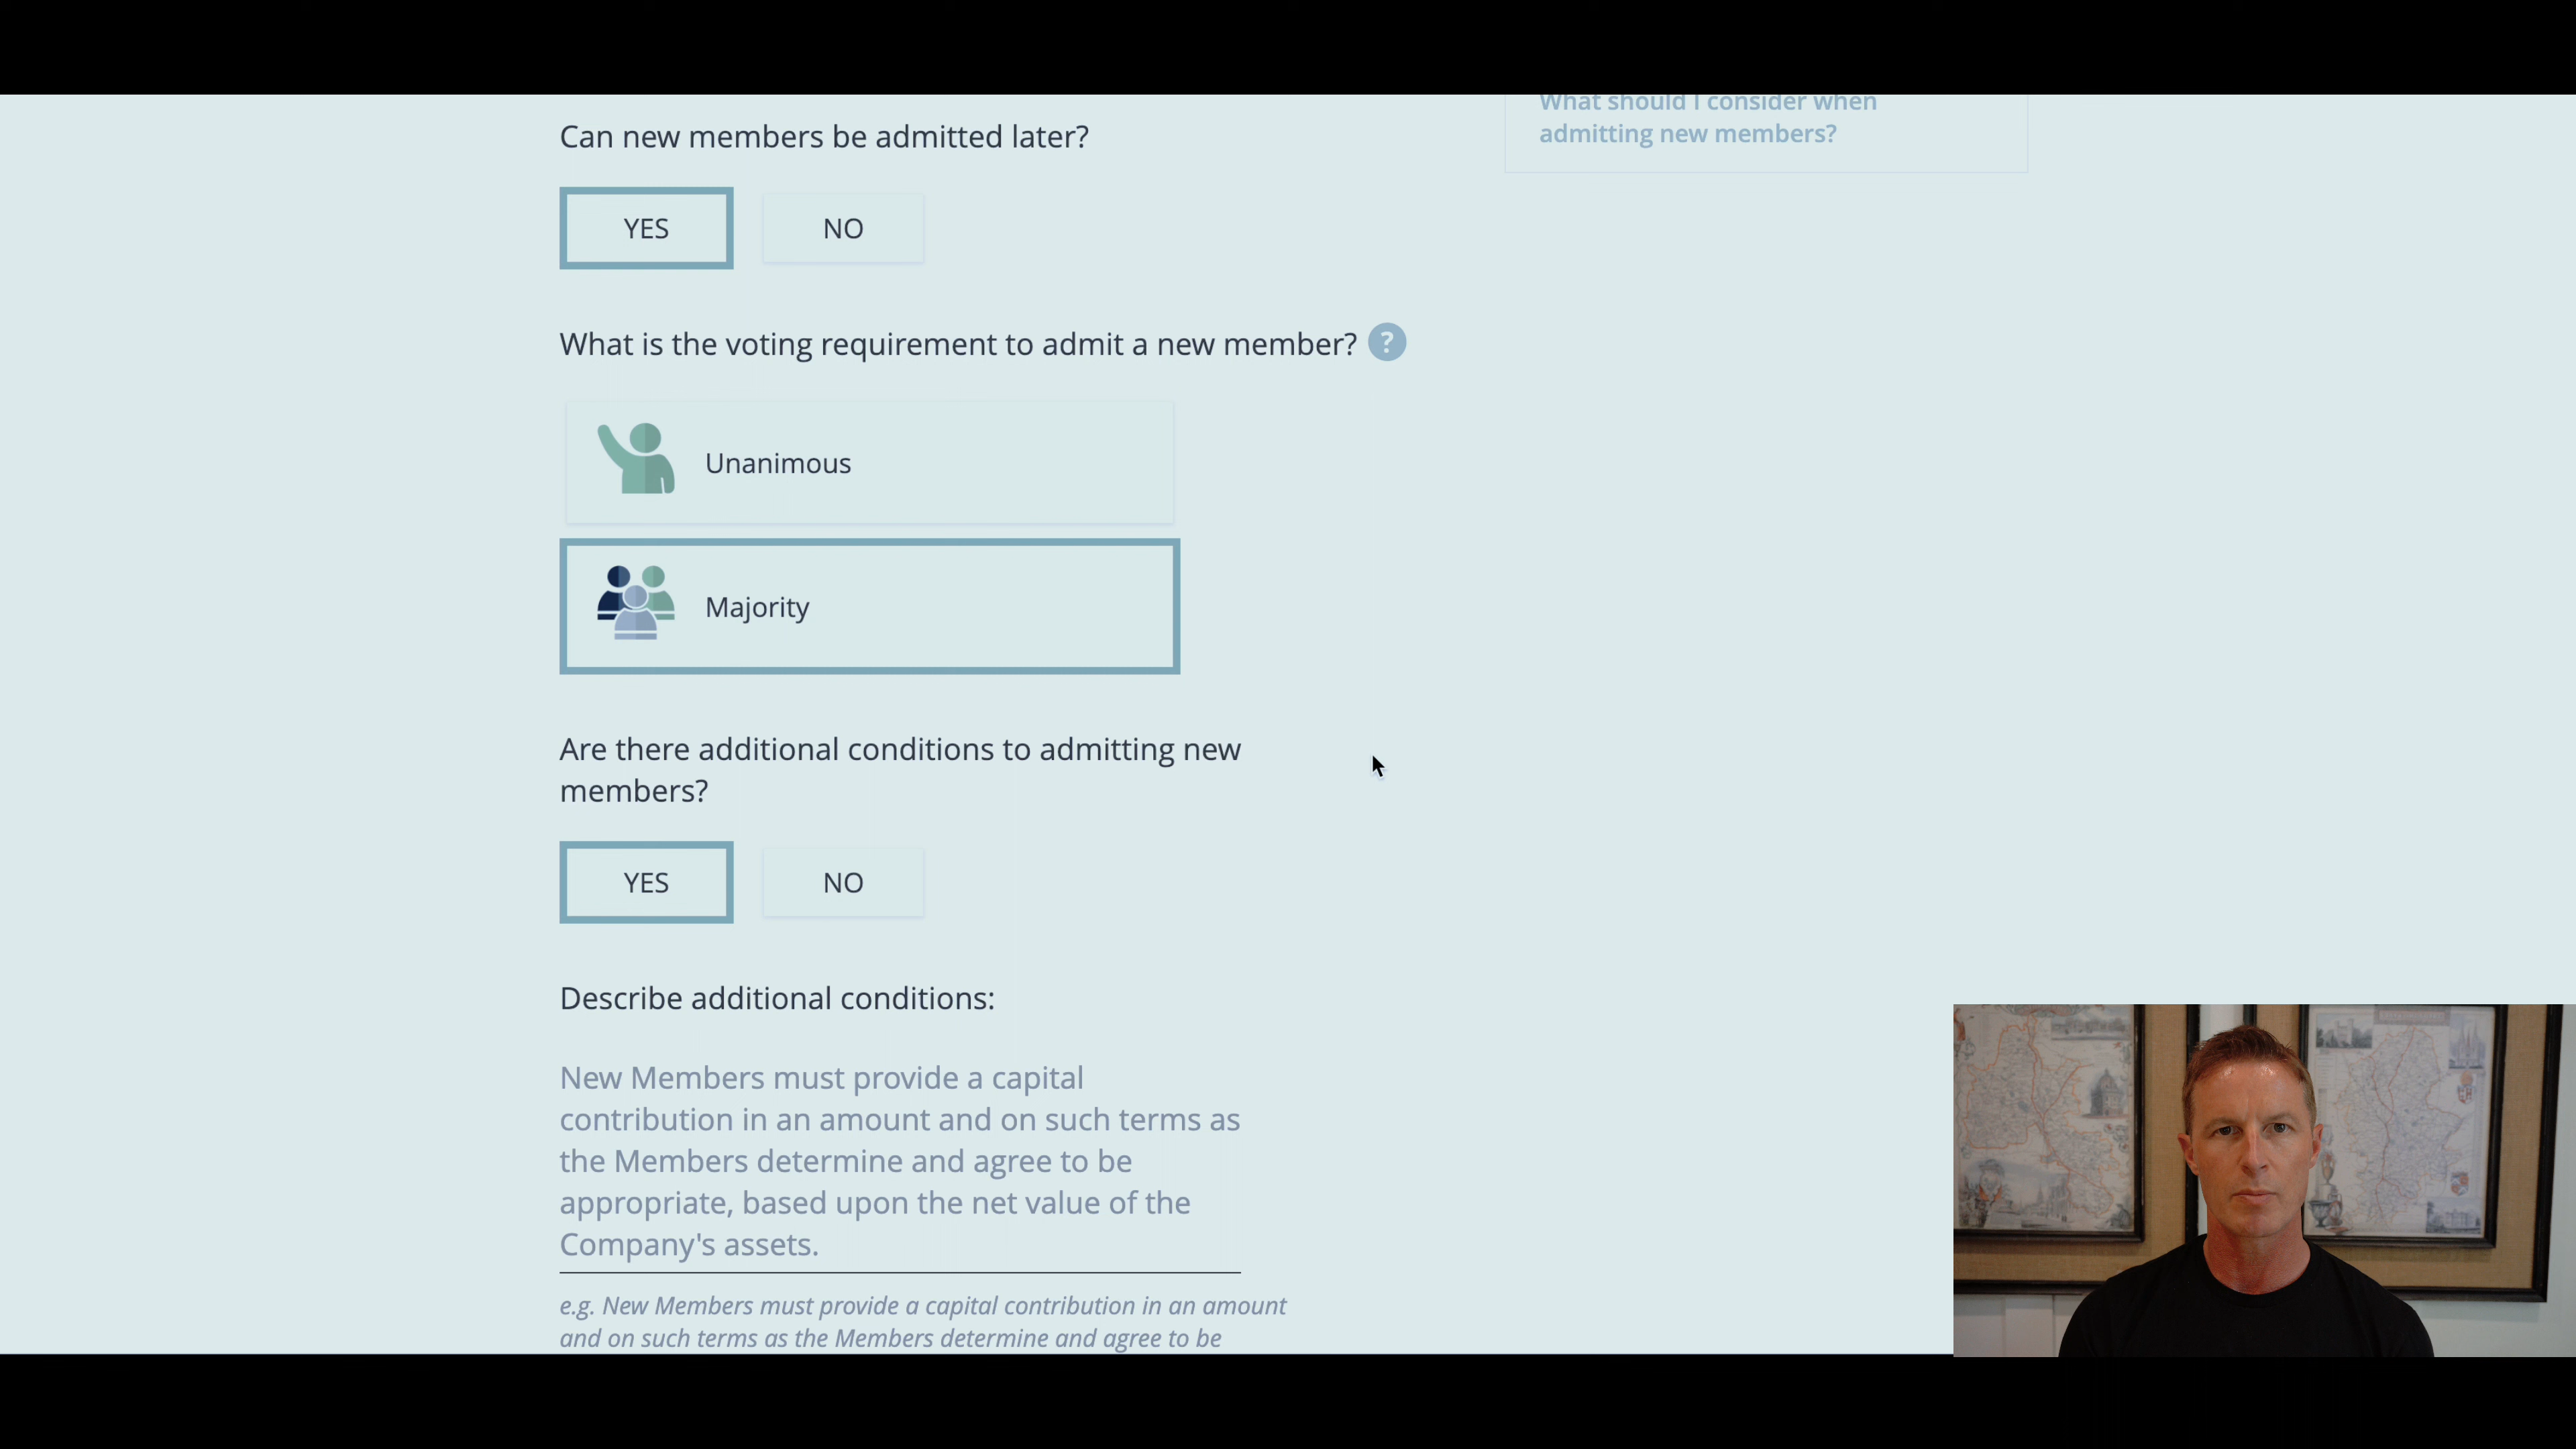 What should I consider when
admitting new members?
Can new members be admitted later?
YES
NO
What is the voting requirement to admit a new member? ?
Unanimous
Majority
Are there additional conditions to admitting new
members?
YES
NO
Describe additional conditions:
New Members must provide a capital
contribution in an amount and on such terms as
the Members determine and agree to be
appropriate, based upon the net value of the
Company's assets.
e.g. New Members must provide a capital contribution in an amount
and on such terms as the Members determine and agree to be